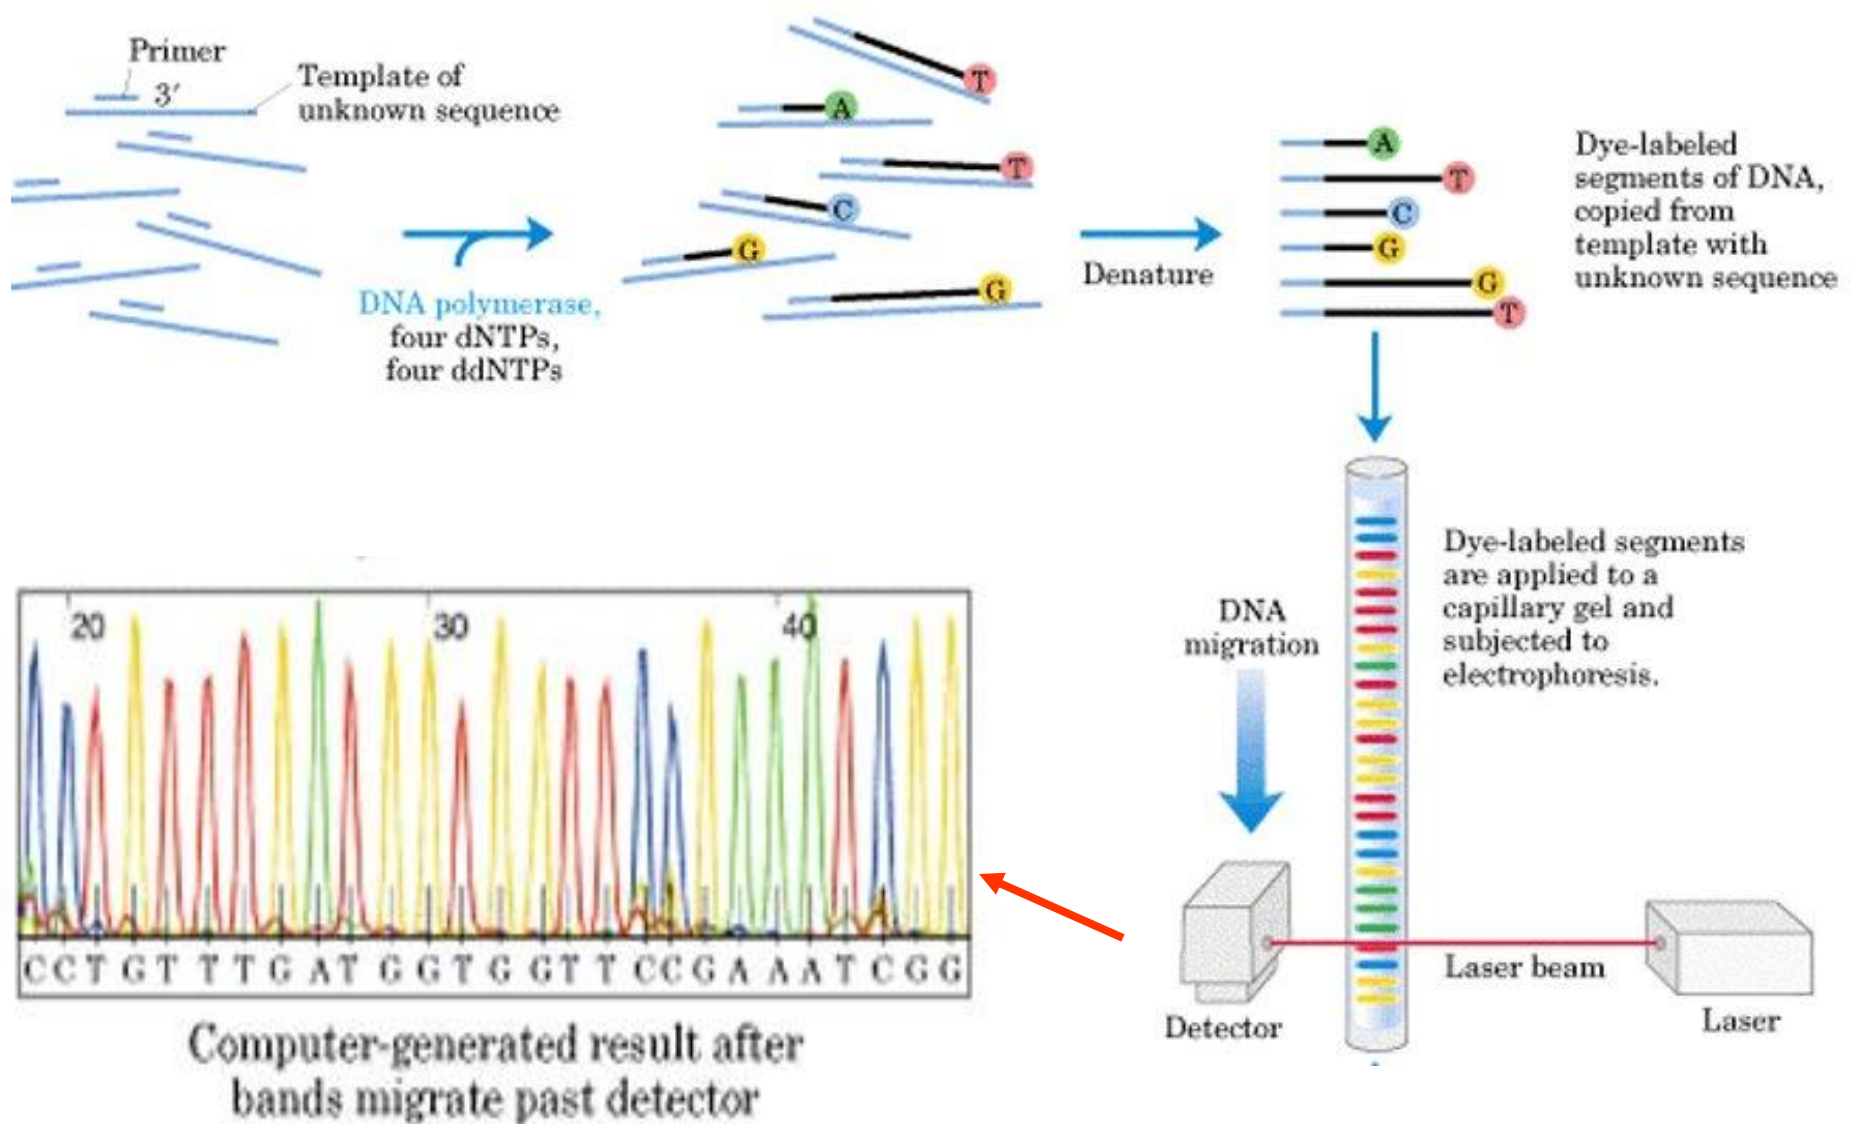 Primer
3′
Template of
unknown sequence
DNA polymerase,
four dNTPs,
four ddNTPs
T
A
T
C
G
G
Denature
A
T
C
G
G
T
Dye-labeled
segments of DNA,
copied from
template with
unknown sequence
Dye-labeled segments
are applied to a
capillary gel and
subjected to
electrophoresis.
DNA
migration
Laser beam
Detector
Laser
20 30 40
C C T G T T T G A T G G T G G T T C C G A A A T C G G
Computer-generated result after
bands migrate past detector